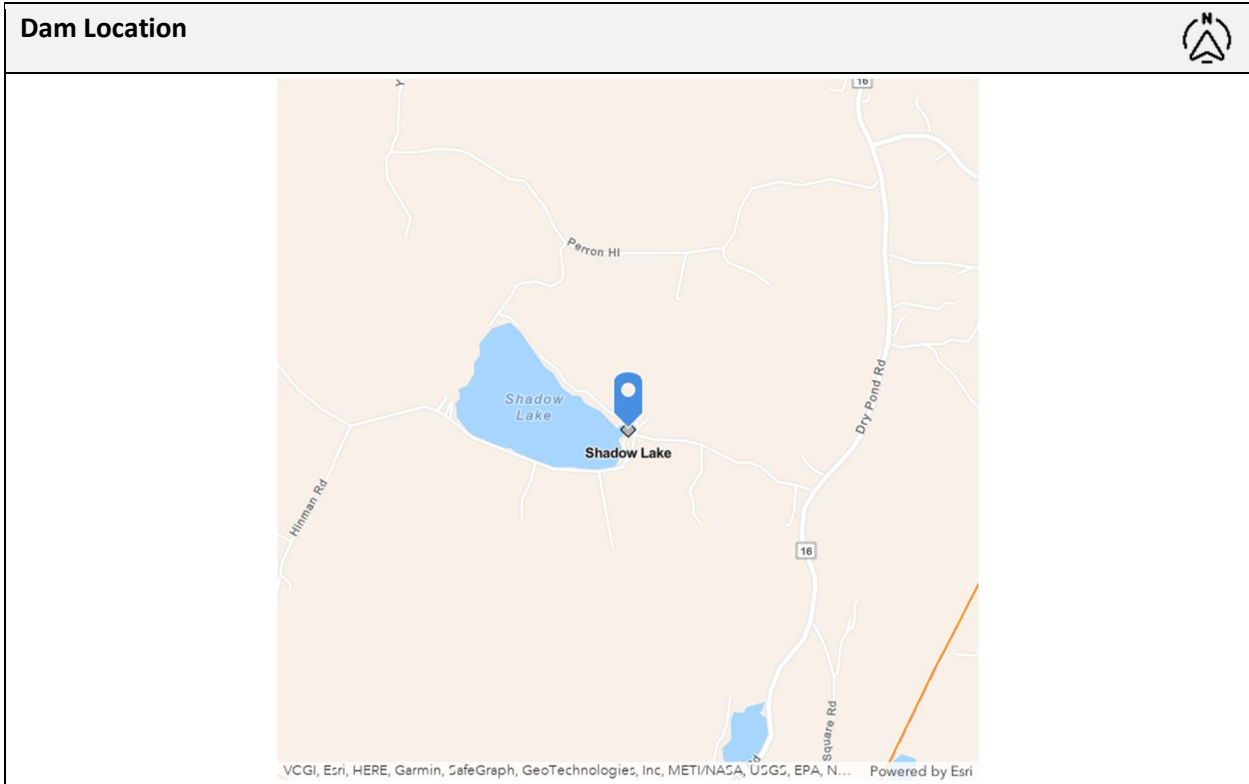 Dam Location
N
16
Perron Hl
Shadow
Lake
Dry Pond Rd
Shadow Lake
Hinman Rd
16
Square Rd
VCGI, Esri, HERE, Garmin, SafeGraph, GeoTechnologies, Inc, METI/NASA, USGS, EPA, N... Powered by Esri